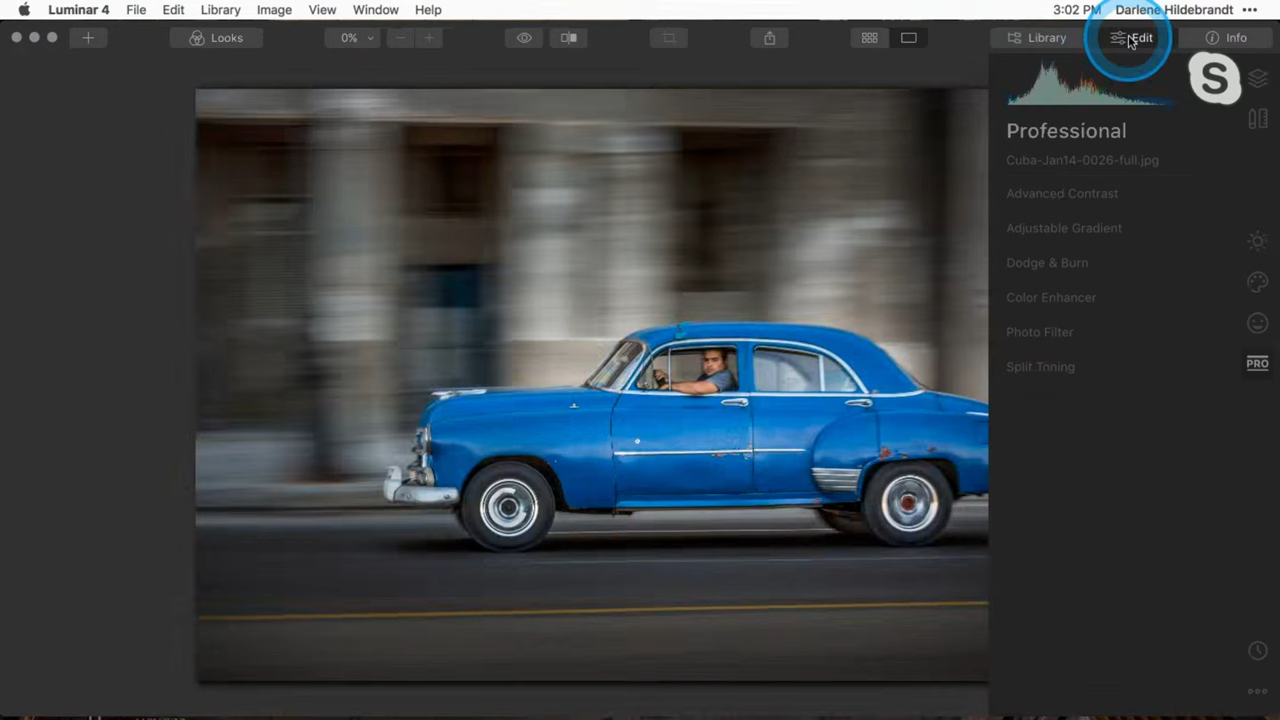 Luminar 4 File Edit Library Image View Window Help 3:02 PM Darlene Hildebrandt
Looks 0% Library Edit Info
S
Professional
Cuba-Jan14-0026-full.jpg
Advanced Contrast
Adjustable Gradient
Dodge & Burn
Color Enhancer
Photo Filter
PRO
Split Toning